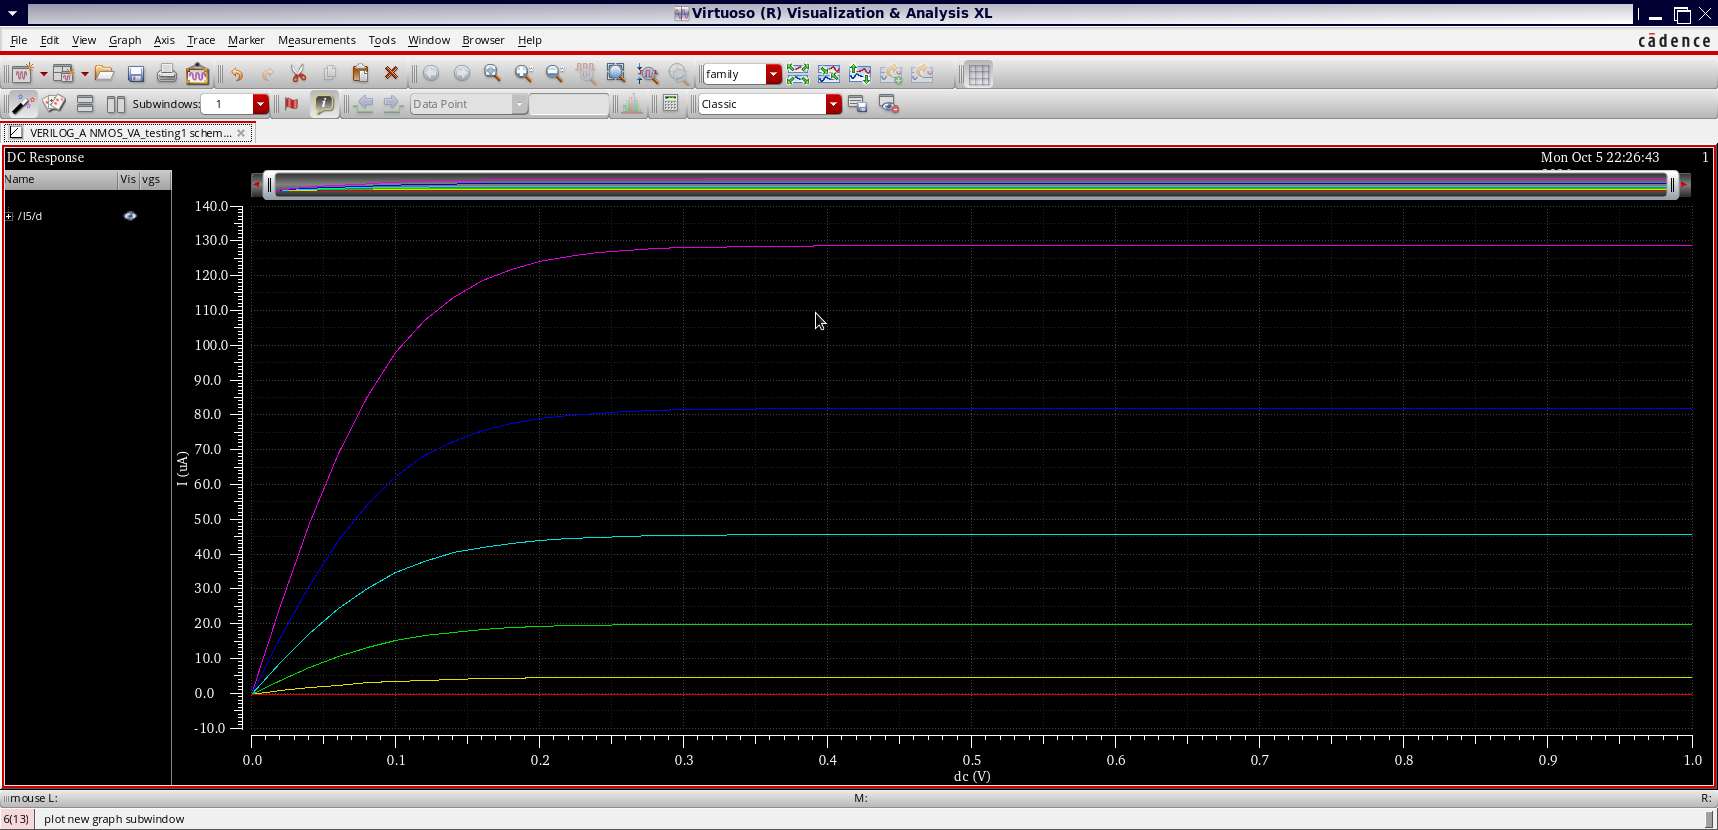 Virtuoso (R) Visualization & Analysis XL
File Edit View Graph Axis Trace Marker Measurements Tools Window Browser Help
cādence
family
Subwindows: 1
Data Point
Classic
VERILOG_A NMOS_VA_testing1 schem...
DC Response
Mon Oct 5 22:26:43
1
Name Vis vgs
/I5/d
140.0
130.0
120.0
110.0
100.0
90.0
80.0
70.0
60.0
50.0
40.0
30.0
20.0
10.0
0.0
-10.0
I (uA)
0.0 0.1 0.2 0.3 0.4 0.5 0.6 0.7 0.8 0.9 1.0
dc (V)
mouse L: M: R:
6(13) plot new graph subwindow